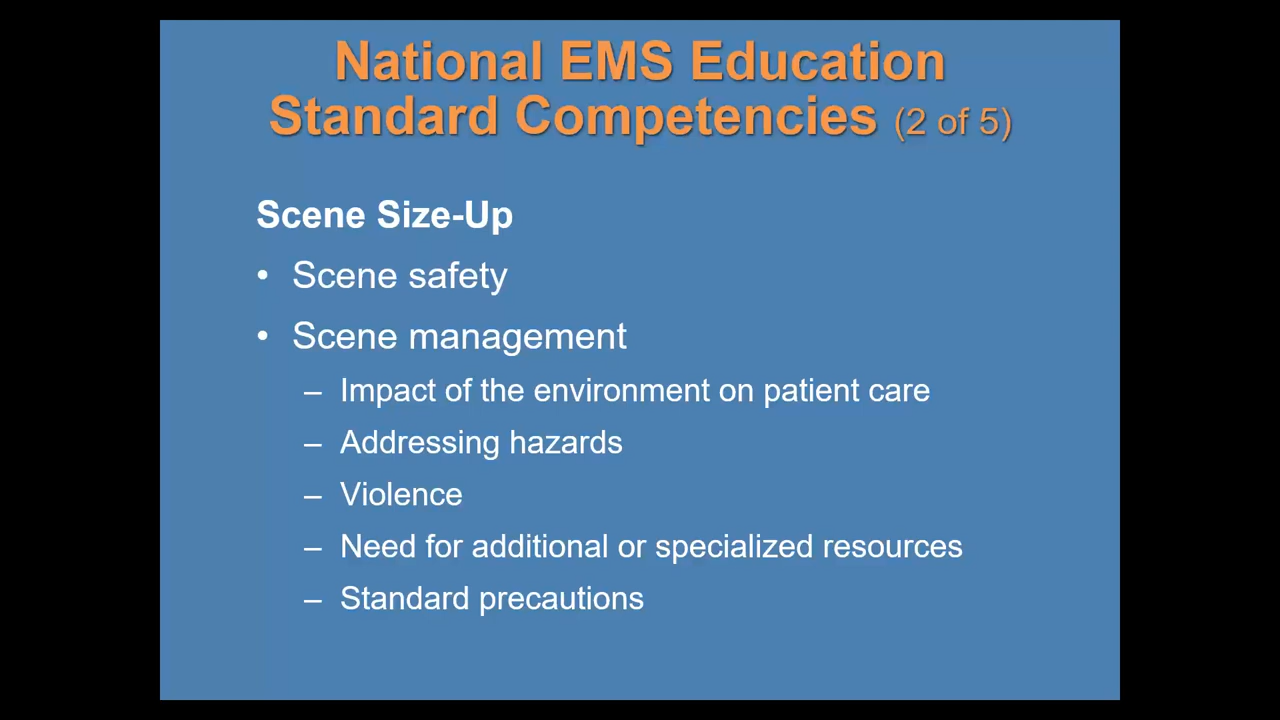 National EMS Education
Standard Competencies (2 of 5)
Scene Size-Up
• Scene safety
• Scene management
– Impact of the environment on patient care
– Addressing hazards
– Violence
– Need for additional or specialized resources
– Standard precautions